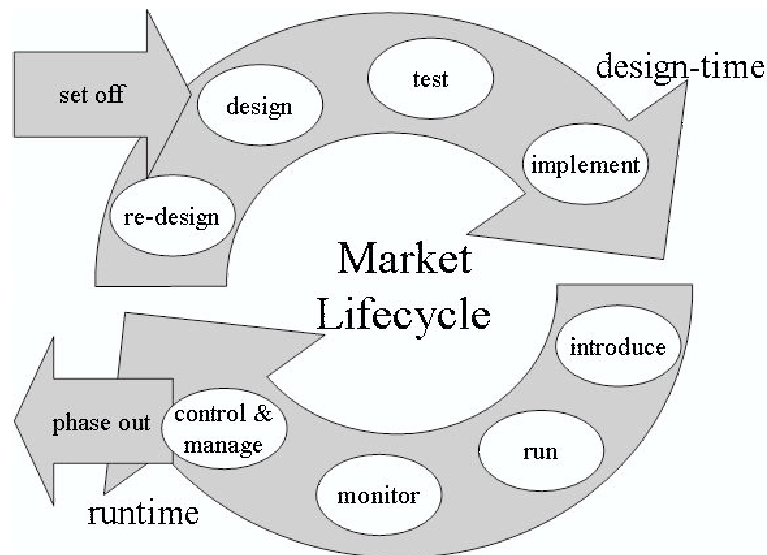 set off
design
test
design-time
implement
re-design
Market
Lifecycle
introduce
phase out
control &
manage
run
monitor
runtime